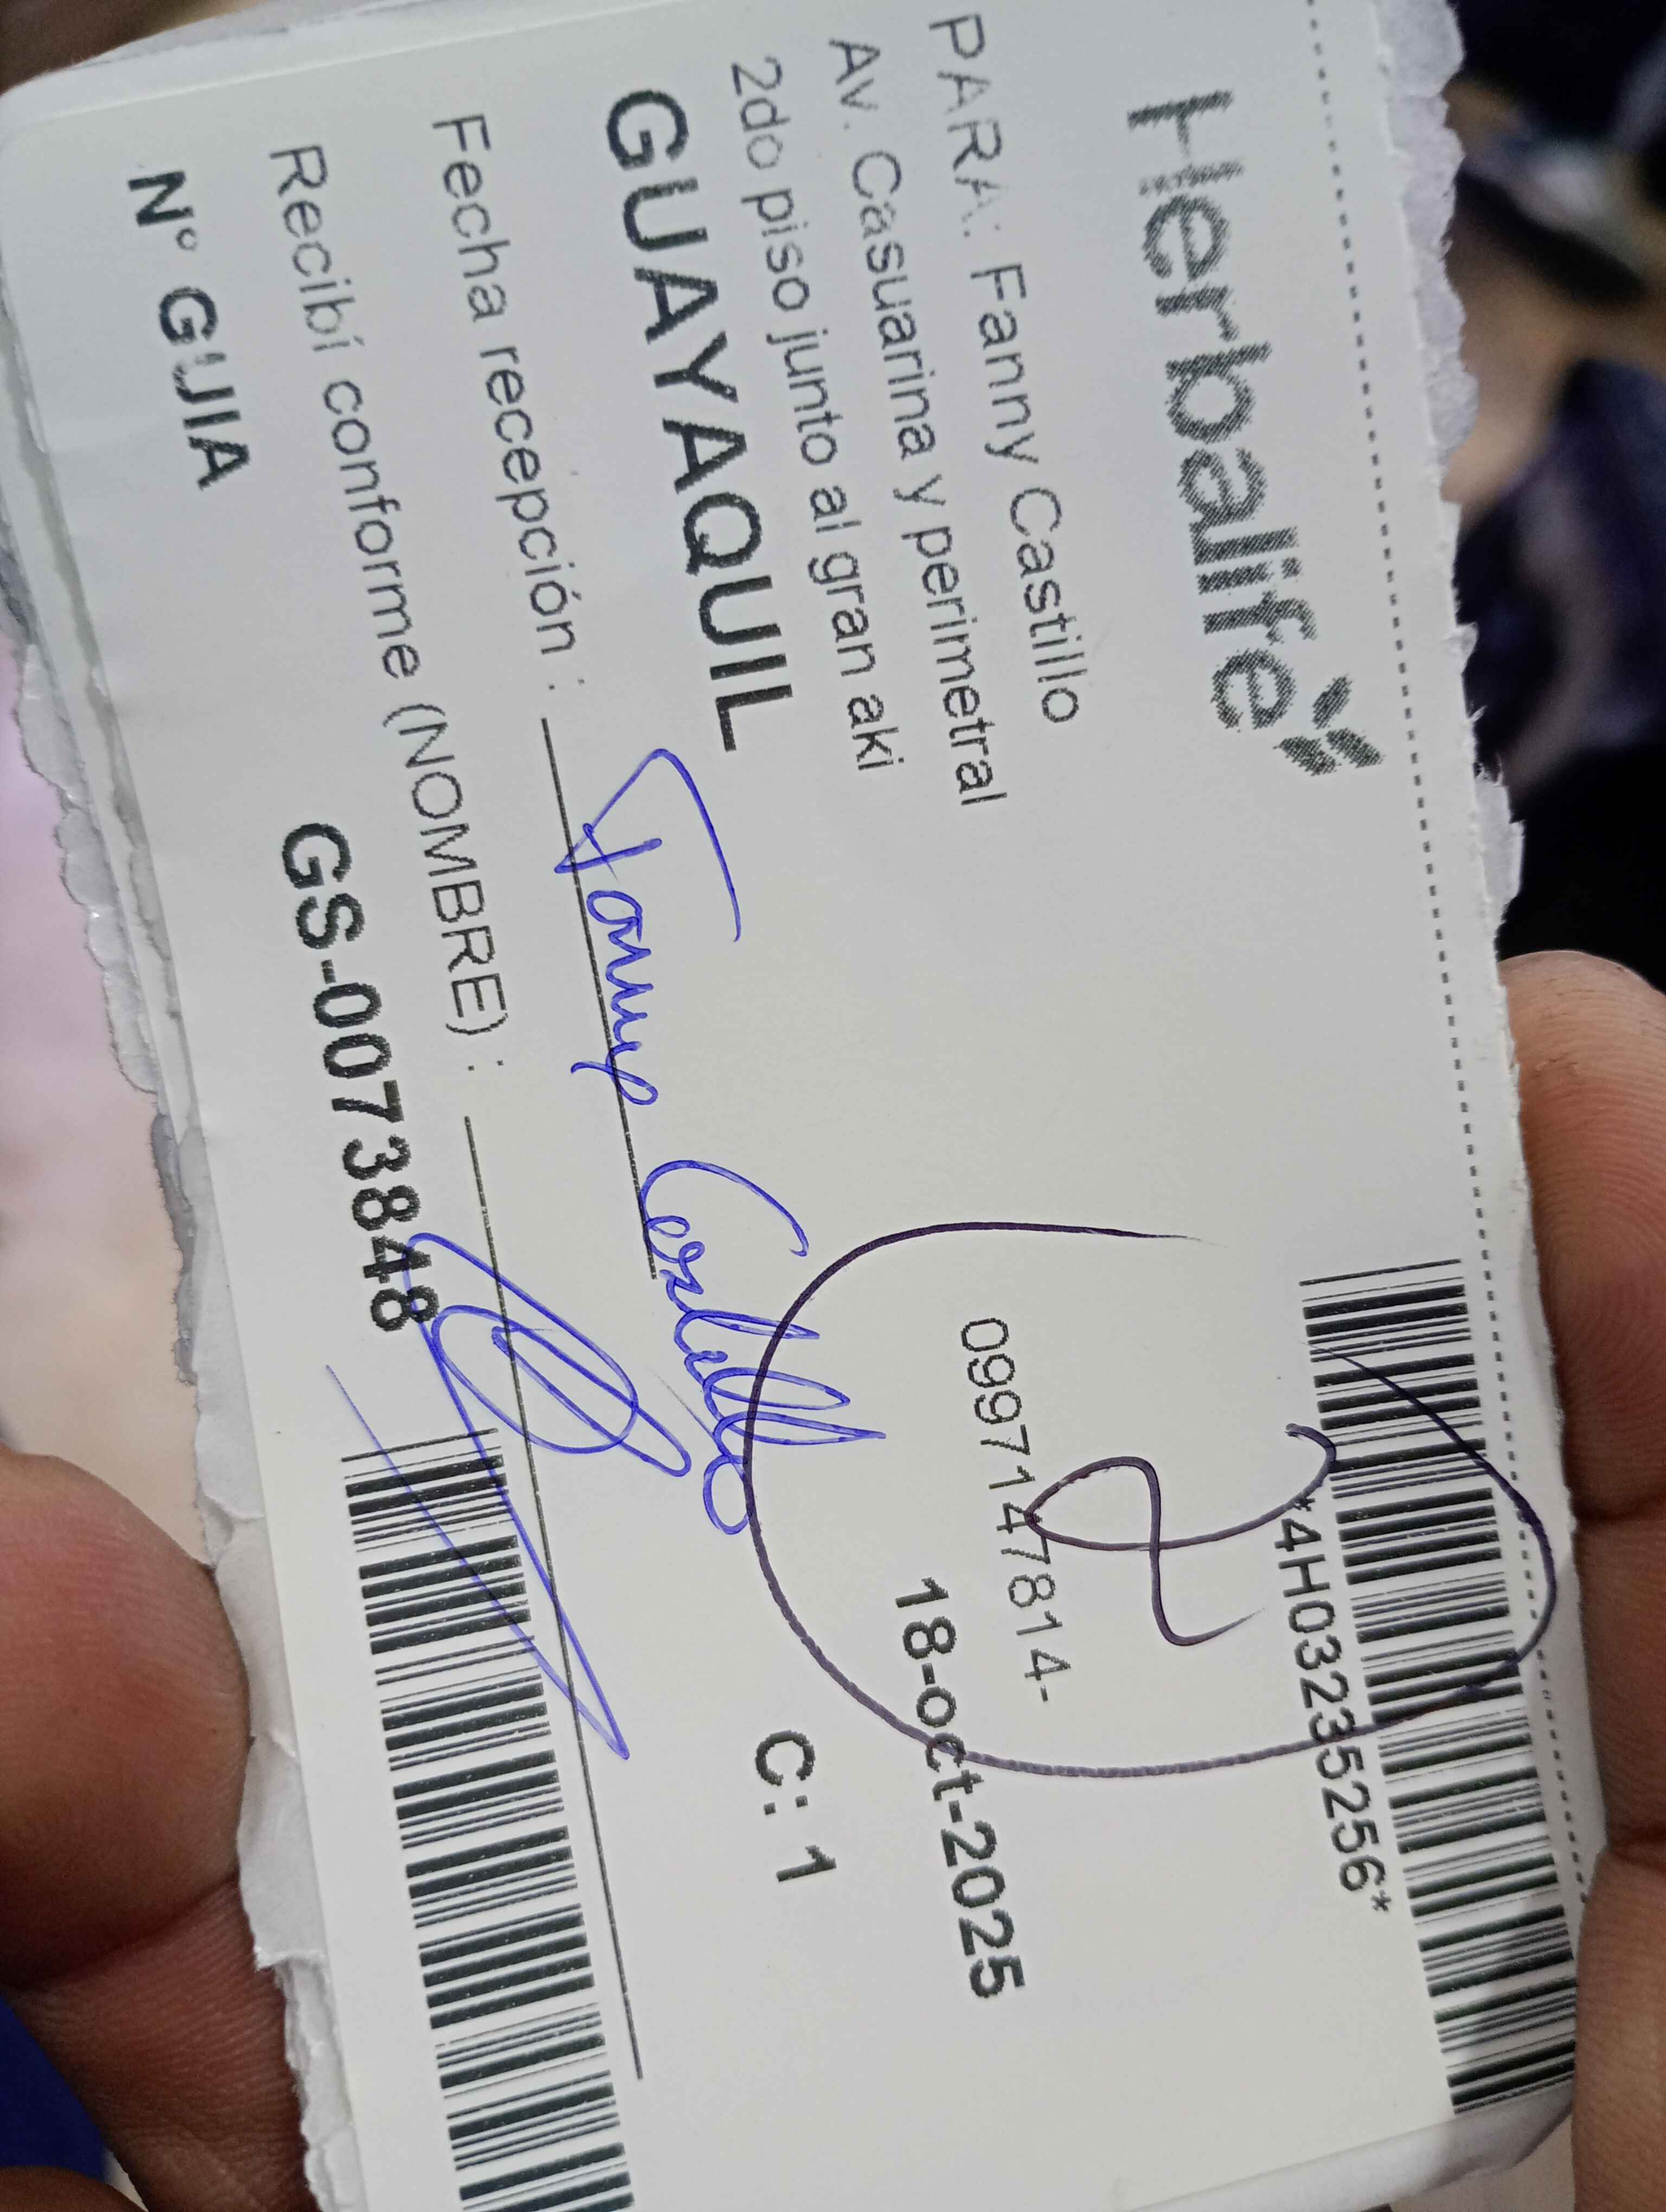 Herbalife
*4H03235256*
PARA: Fanny Castillo
0997147814-
Av. Casuarina y perimetral
18-oct-2025
2do piso junto al gran aki
GUAYAQUIL
C: 1
Fecha recepción :
Fanny Castillo
Recibí conforme (NOMBRE) :
N° GUIA GS-0073848